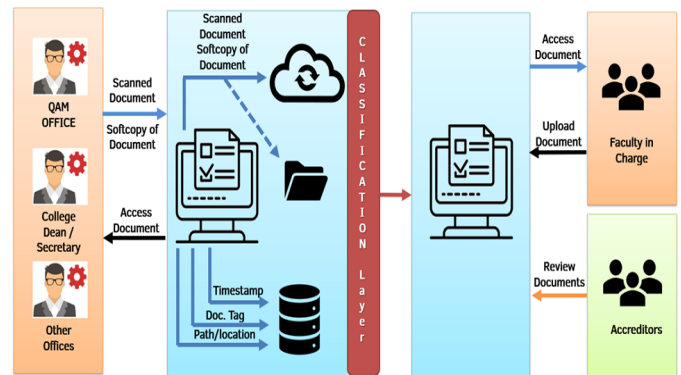 QAM
OFFICE
College
Dean /
Secretary
Other
Offices
Scanned
Document
Softcopy of
Document
Access
Document
Scanned
Document
Softcopy of
Document
Timestamp
Doc. Tag
Path/location
CLASSIFICATION Layer
Access
Document
Upload
Document
Review
Documents
Faculty in
Charge
Accreditors